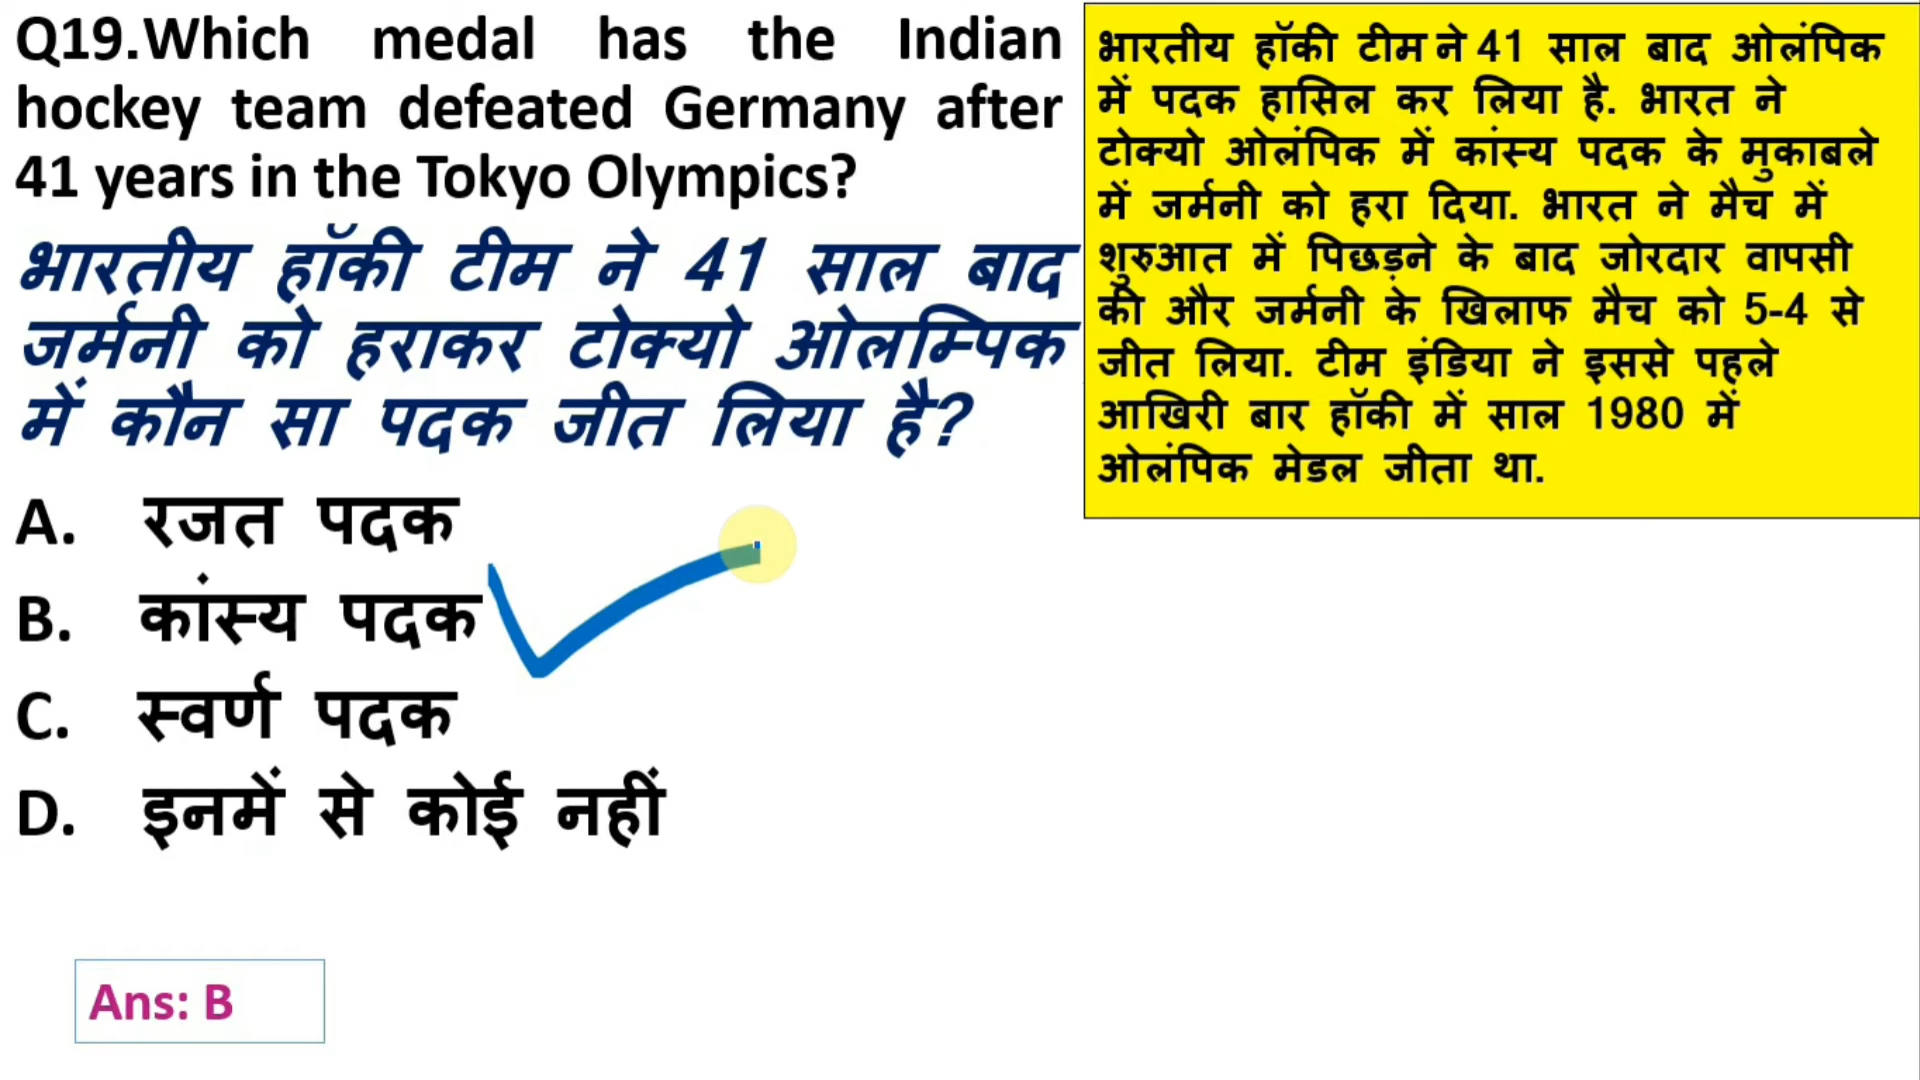 Q19.Which medal has the Indian
hockey team defeated Germany after
41 years in the Tokyo Olympics?
भारतीय हॉकी टीम ने 41 साल बाद
जर्मनी को हराकर टोक्यो ओलम्पिक
में कौन सा पदक जीत लिया है?
A. रजत पदक
B. कांस्य पदक
C. स्वर्ण पदक
D. इनमें से कोई नहीं
Ans: B
भारतीय हॉकी टीम ने 41 साल बाद ओलंपिक
में पदक हासिल कर लिया है. भारत ने
टोक्यो ओलंपिक में कांस्य पदक के मुकाबले
में जर्मनी को हरा दिया. भारत ने मैच में
शुरुआत में पिछड़ने के बाद जोरदार वापसी
की और जर्मनी के खिलाफ मैच को 5-4 से
जीत लिया. टीम इंडिया ने इससे पहले
आखिरी बार हॉकी में साल 1980 में
ओलंपिक मेडल जीता था.